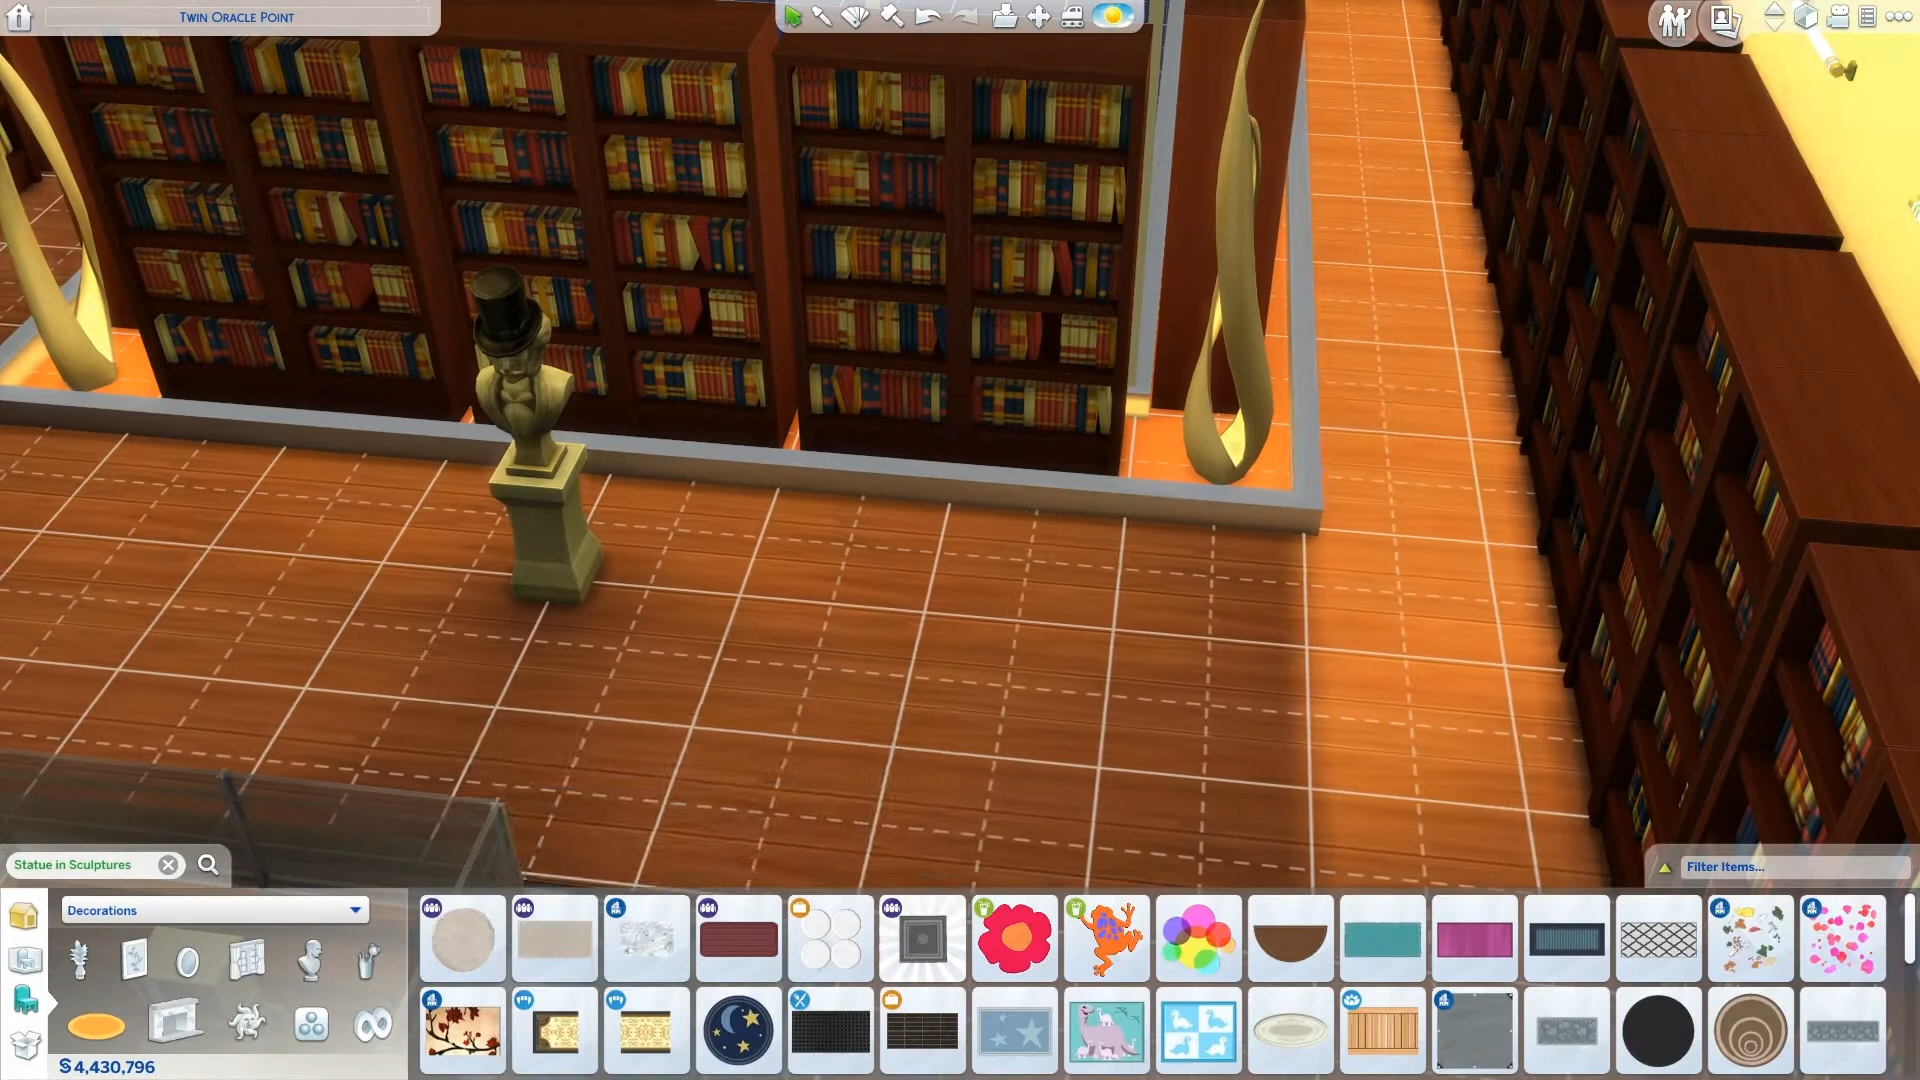 TWIN ORACLE POINT
Statue in Sculptures
Filter Items...
Decorations
§4,430,796